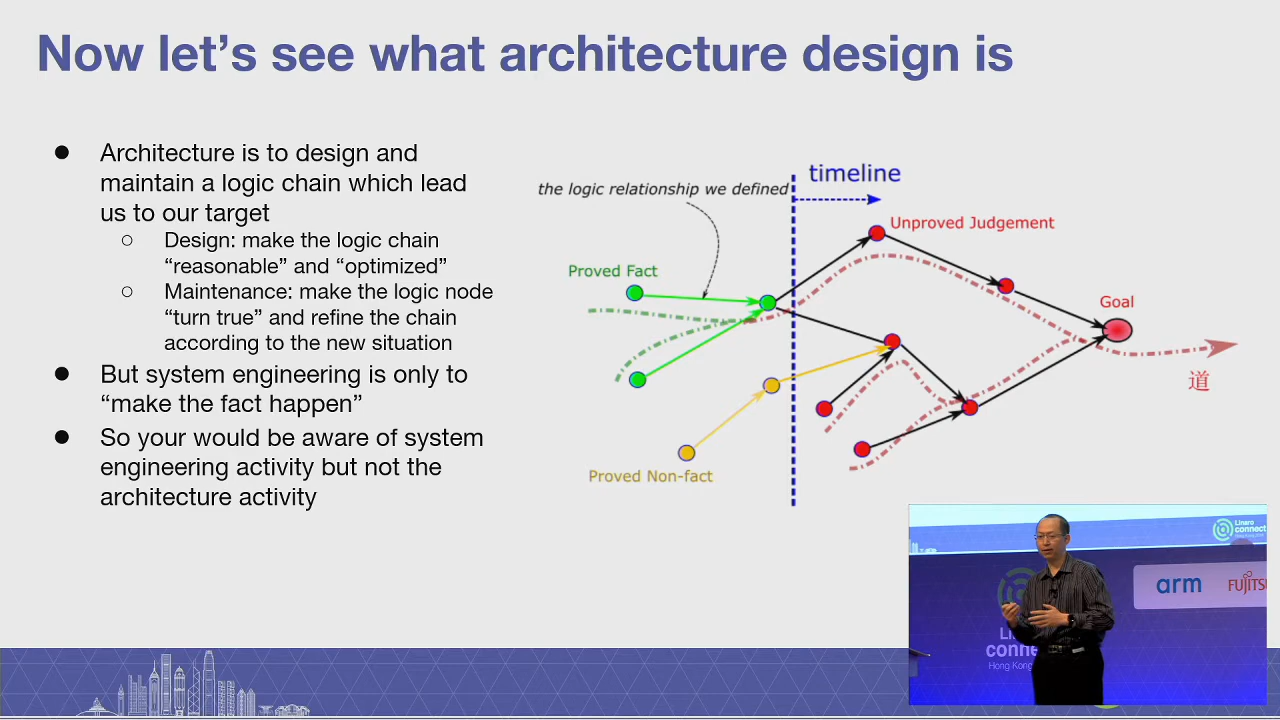 Now let's see what architecture design is
● Architecture is to design and
maintain a logic chain which lead
us to our target
○ Design: make the logic chain
“reasonable” and “optimized”
○ Maintenance: make the logic node
“turn true” and refine the chain
according to the new situation
● But system engineering is only to
“make the fact happen”
● So your would be aware of system
engineering activity but not the
architecture activity
the logic relationship we defined
timeline
Unproved Judgement
Proved Fact
Goal
道
Proved Non-fact
Linaro
connect
arm
FUJITSU
connect
Hong Kong